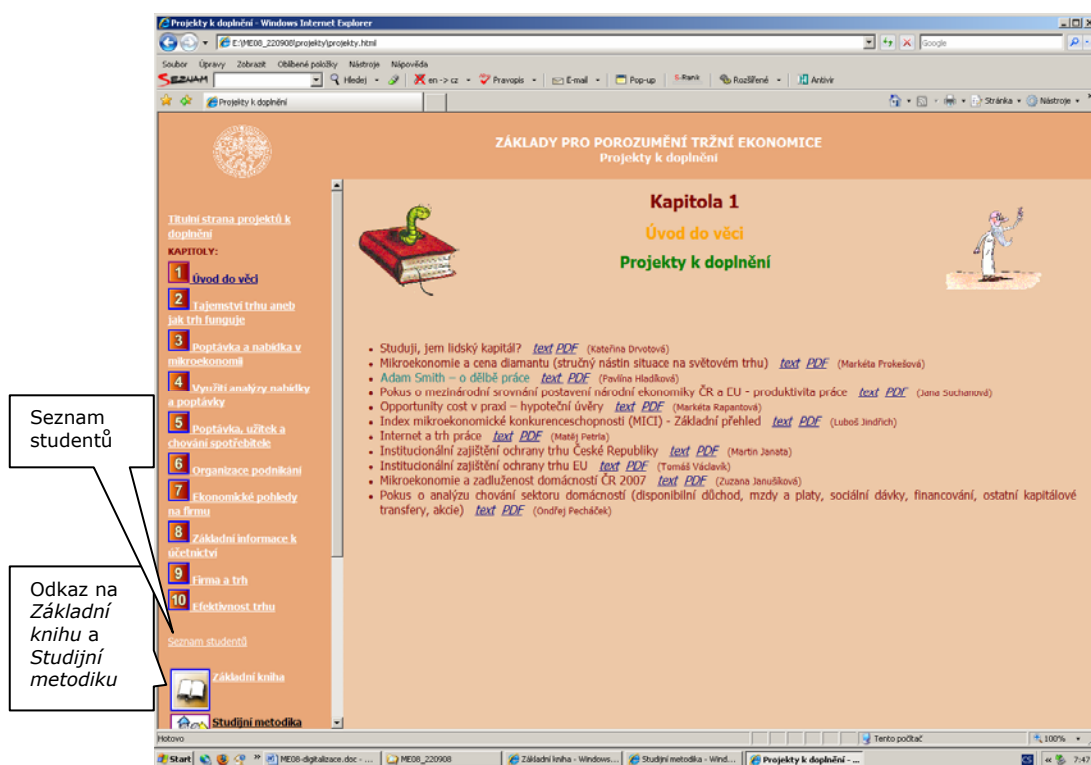 Projekty k doplnění - Windows Internet Explorer
E:\ME08_220908\projekty\projekty.html
Google
Soubor Úpravy Zobrazit Oblíbené položky Nástroje Nápověda
SEZNAM Hledej en -> cz Pravopis E-mail Pop-up S-Rank Rozšířené Antivir
Projekty k doplnění Stránka Nástroje
ZÁKLADY PRO POROZUMĚNÍ TRŽNÍ EKONOMICE
Projekty k doplnění
Titulní strana projektů k
doplnění
KAPITOLY:
1 Úvod do věci
2 Tajemství trhu aneb
jak trh funguje
3 Poptávka a nabídka v
mikroekonomii
4 Využití analýzy nabídky
a poptávky
5 Poptávka, užitek a
chování spotřebitele
6 Organizace podnikání
7 Ekonomické pohledy
na firmu
8 Základní informace k
účetnictví
9 Firma a trh
10 Efektivnost trhu
Seznam studentů
Základní kniha
Studijní metodika
Kapitola 1
Úvod do věci
Projekty k doplnění
• Studuji, jem lidský kapitál? text PDF (Kateřina Drvotová)
• Mikroekonomie a cena diamantu (stručný nástin situace na světovém trhu) text PDF (Markéta Prokešová)
• Adam Smith – o dělbě práce text PDF (Pavlína Hladíková)
• Pokus o mezinárodní srovnání postavení národní ekonomiky ČR a EU - produktivita práce text PDF (Jana Suchanová)
• Opportunity cost v praxi – hypoteční úvěry text PDF (Markéta Rapantová)
• Index mikroekonomické konkurenceschopnosti (MICI) - Základní přehled text PDF (Luboš Jindřich)
• Internet a trh práce text PDF (Matěj Petria)
• Institucionální zajištění ochrany trhu České Republiky text PDF (Martin Janata)
• Institucionální zajištění ochrany trhu EU text PDF (Tomáš Václavík)
• Mikroekonomie a zadluženost domácností ČR 2007 text PDF (Zuzana Janušíková)
• Pokus o analýzu chování sektoru domácností (disponibilní důchod, mzdy a platy, sociální dávky, financování, ostatní kapitálové
transfery, akcie) text PDF (Ondřej Pecháček)
Seznam
studentů
Odkaz na
Základní
knihu a
Studijní
metodiku
Hotovo Tento počítač 100%
Start ME08-digitalizace.doc - ... ME08_220908 Základní kniha - Windows... Studijní metodika - Wind... Projekty k doplnění - ...